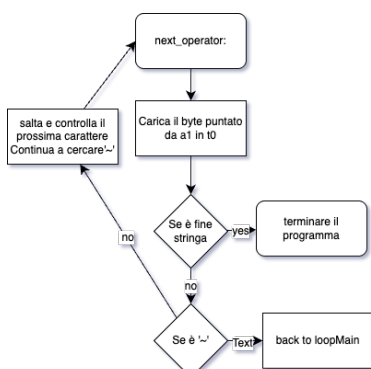 next_operator:
salta e controlla il
prossima carattere
Continua a cercare'~'
Carica il byte puntato
da a1 in t0
Se è fine
stringa
yes
terminare il
programma
no
no
Se è '~'
Text
back to loopMain